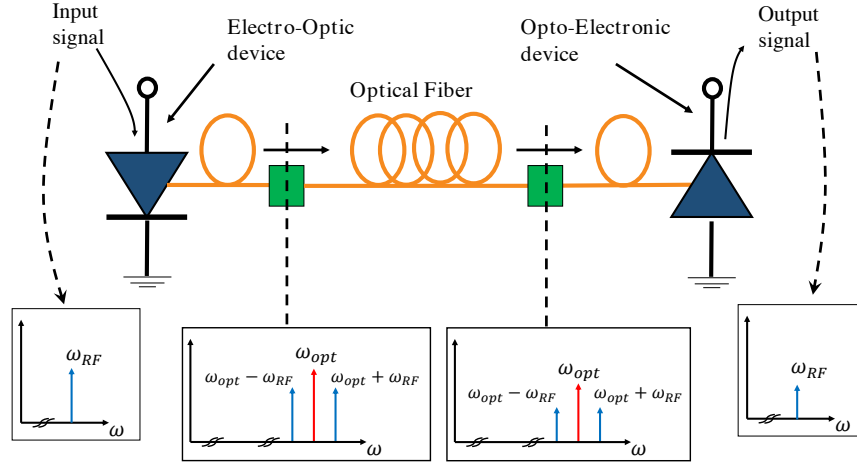 Input
signal
Electro-Optic
device
Optical Fiber
Opto-Electronic
device
Output
signal
ω_RF
ω
ω_opt
ω_opt − ω_RF
ω_opt + ω_RF
ω
ω_opt
ω_opt − ω_RF
ω_opt + ω_RF
ω
ω_RF
ω